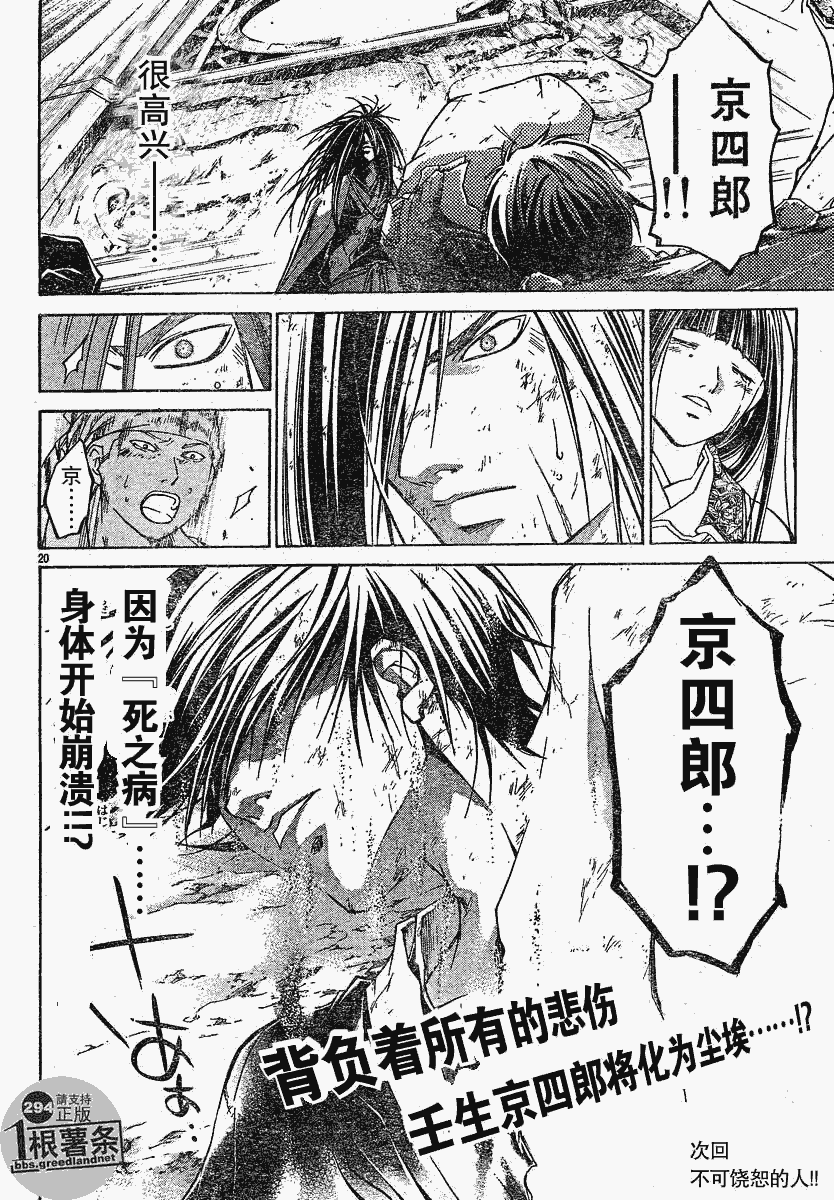 京四郎
——!!
很高兴——
……
京……
20
京四郎…
!?
因为『死之病』……
身体开始崩溃!!?
はじ
十
あぁ…
背负着所有的悲伤
壬生京四郎将化为尘埃……!?
次回
不可饶恕的人!!
294
請支持
正版
1根薯条
bbs.greedland.net